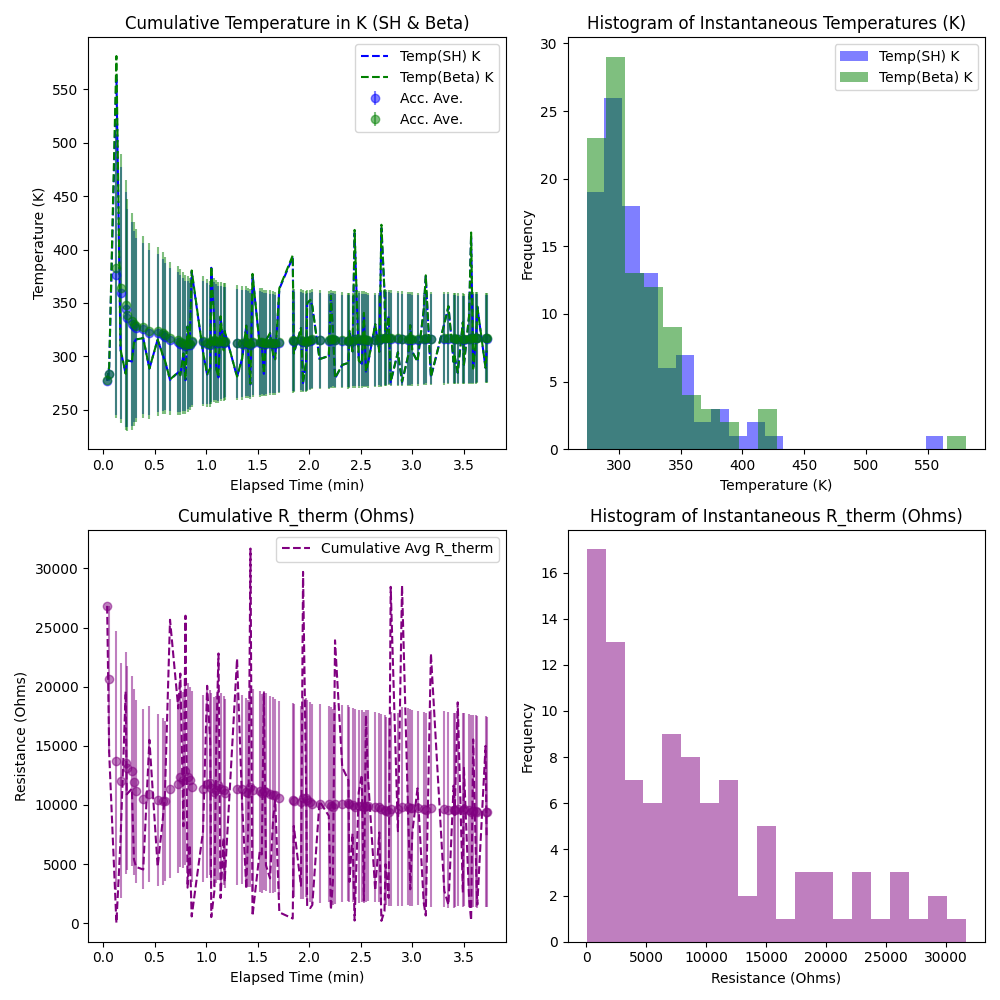 Cumulative Temperature in K (SH & Beta)
Temperature (K)
550
500
450
400
350
300
250
Temp(SH) K
Temp(Beta) K
Acc. Ave.
Acc. Ave.
0.0 0.5 1.0 1.5 2.0 2.5 3.0 3.5
Elapsed Time (min)
Histogram of Instantaneous Temperatures (K)
Frequency
30
25
20
15
10
5
0
Temp(SH) K
Temp(Beta) K
300 350 400 450 500 550
Temperature (K)
Cumulative R_therm (Ohms)
Resistance (Ohms)
30000
25000
20000
15000
10000
5000
0
Cumulative Avg R_therm
0.0 0.5 1.0 1.5 2.0 2.5 3.0 3.5
Elapsed Time (min)
Histogram of Instantaneous R_therm (Ohms)
Frequency
16
14
12
10
8
6
4
2
0
0 5000 10000 15000 20000 25000 30000
Resistance (Ohms)